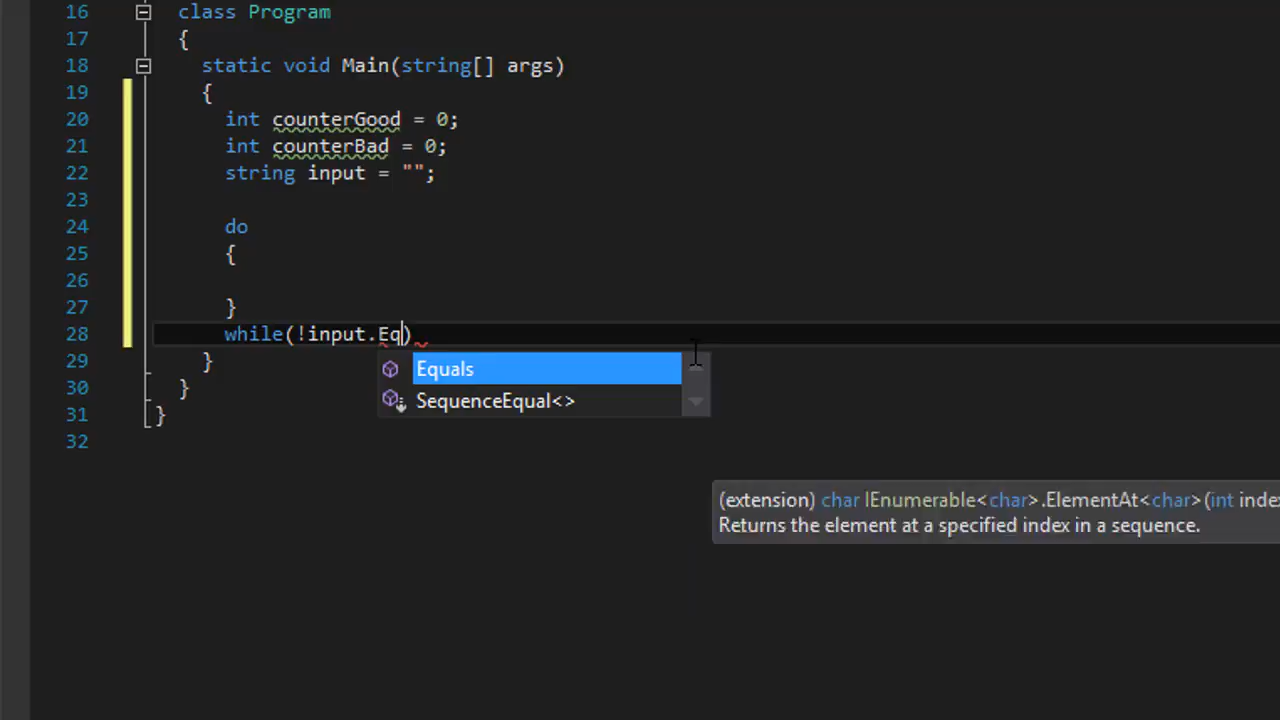 16 class Program
17 {
18 static void Main(string[] args)
19 {
20 int counterGood = 0;
21 int counterBad = 0;
22 string input = "";
23
24 do
25 {
26
27 }
28 while(!input.Eq)
29 }
30 }
31 }
32
Equals
SequenceEqual<>
(extension) char IEnumerable<char>.ElementAt<char>(int inde
Returns the element at a specified index in a sequence.